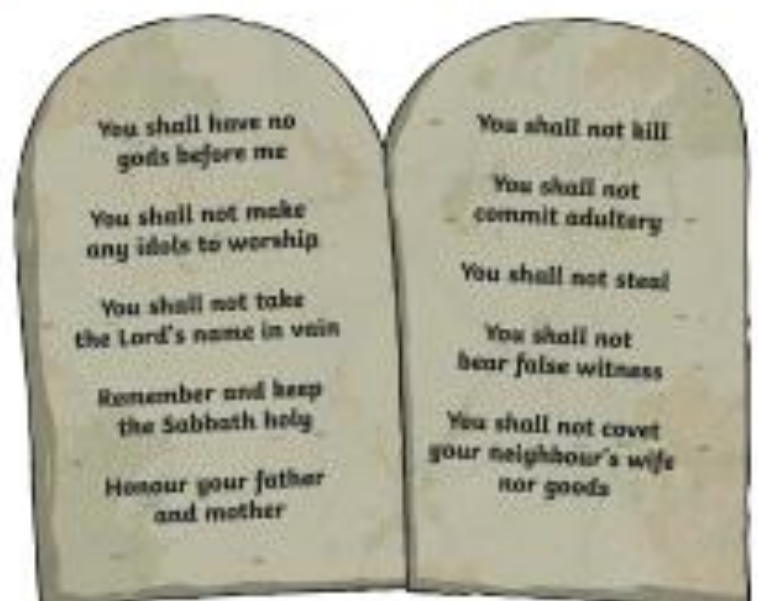 You shall have no
gods before me
You shall not make
any idols to worship
You shall not take
the Lord's name in vain
Remember and keep
the Sabbath holy
Honour your father
and mother
You shall not kill
You shall not
commit adultery
You shall not steal
You shall not
bear false witness
You shall not covet
your neighbour's wife
nor goods